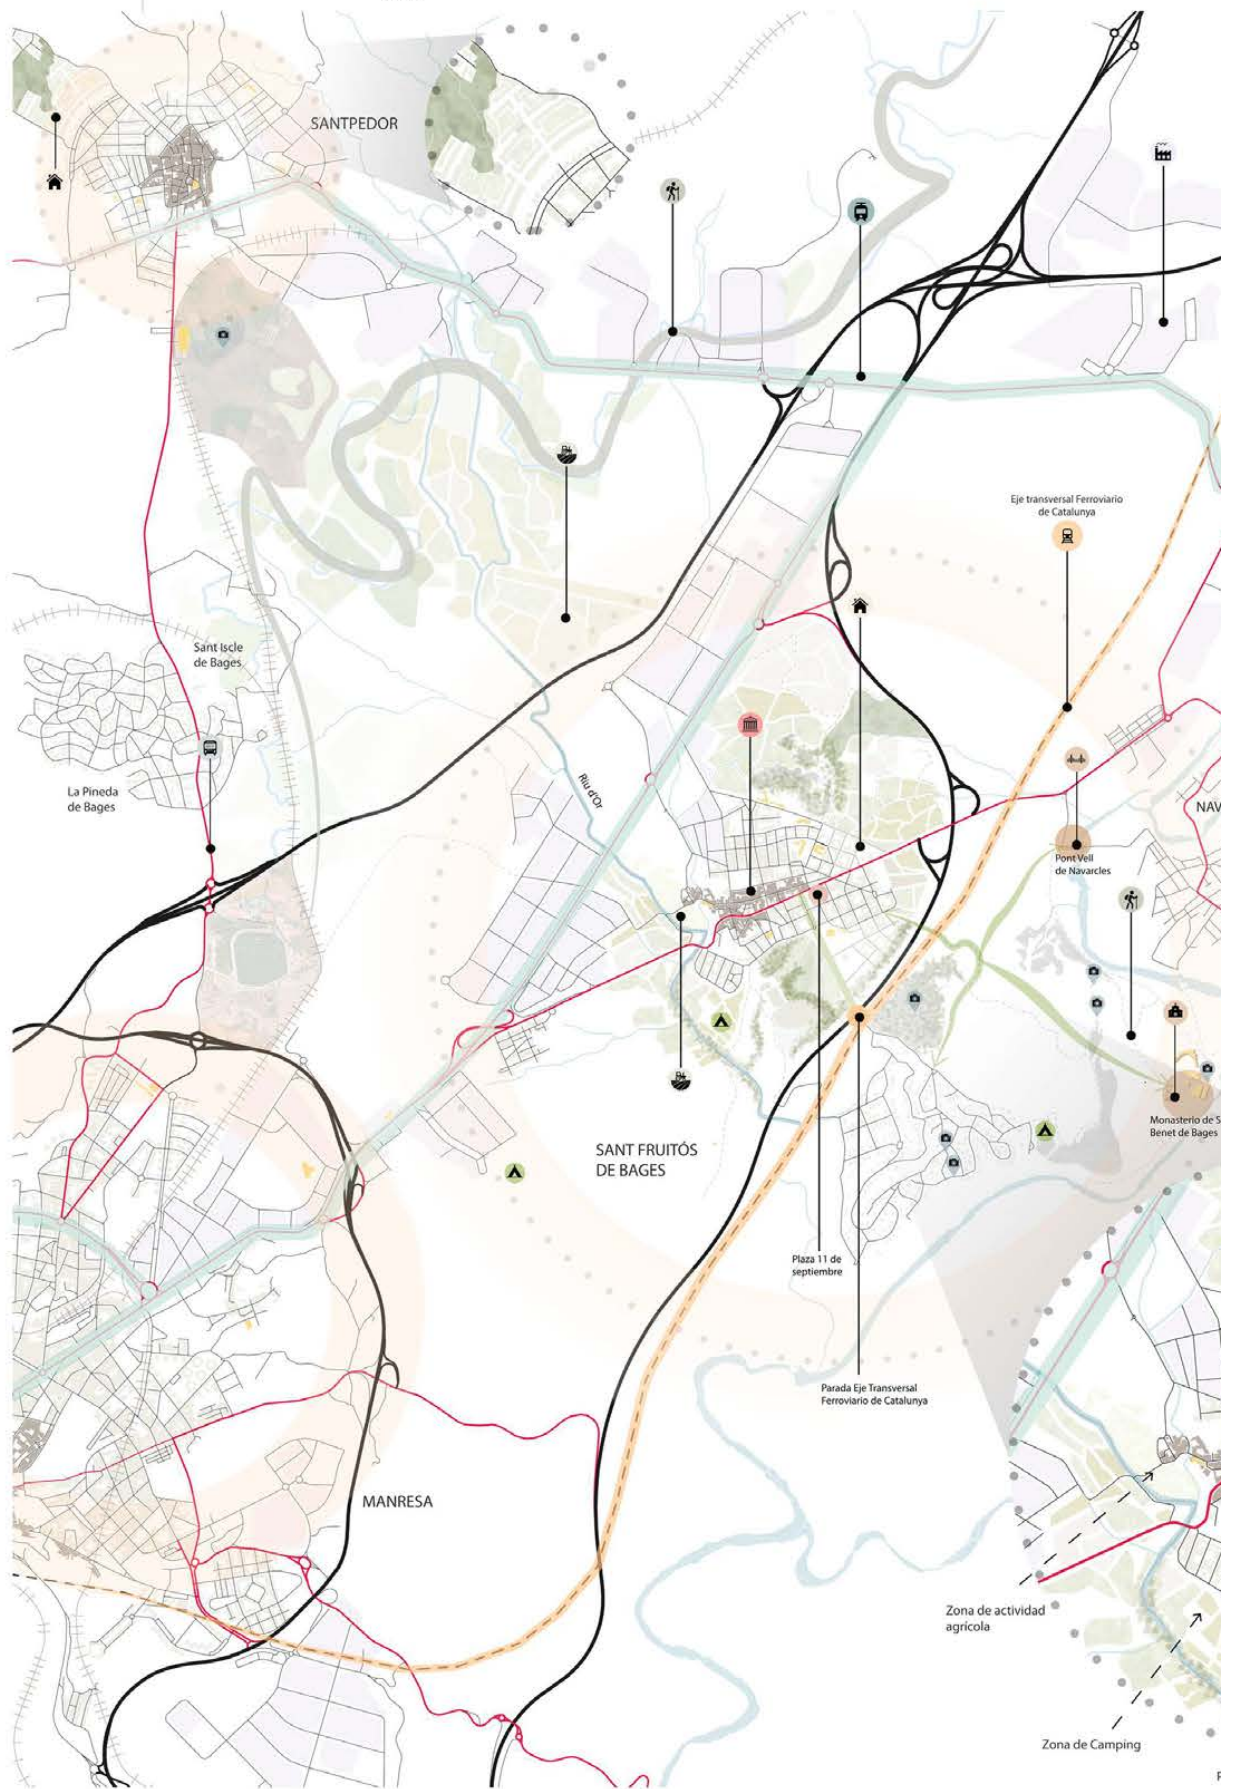 SANTPEDOR
Eje transversal Ferroviario
de Catalunya
Sant Iscle
de Bages
La Pineda
de Bages
Riu d'Or
NAV
Pont Vell
de Navarcles
Monasterio de S
Benet de Bages
SANT FRUITÓS
DE BAGES
Plaza 11 de
septiembre
Parada Eje Transversal
Ferroviario de Catalunya
MANRESA
Zona de actividad
agrícola
Zona de Camping